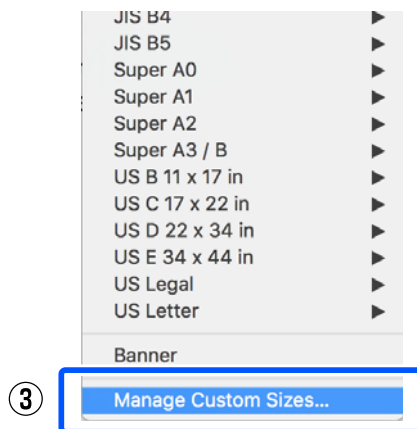 JIS B4
JIS B5
Super A0
Super A1
Super A2
Super A3 / B
US B 11 x 17 in
US C 17 x 22 in
US D 22 x 34 in
US E 34 x 44 in
US Legal
US Letter
Banner
③ Manage Custom Sizes...